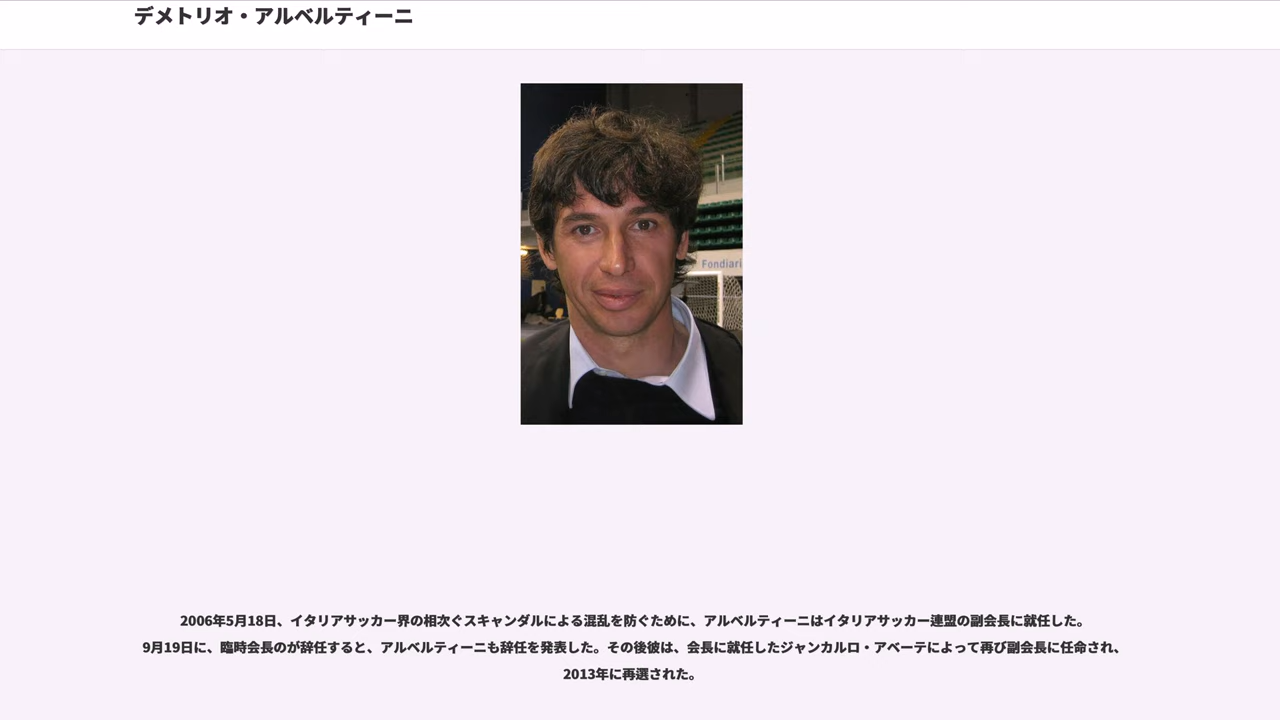 デメトリオ・アルベルティーニ
Fondiari
2006年5月18日、イタリアサッカー界の相次ぐスキャンダルによる混乱を防ぐために、アルベルティーニはイタリアサッカー連盟の副会長に就任した。
9月19日に、臨時会長のが辞任すると、アルベルティーニも辞任を発表した。その後彼は、会長に就任したジャンカルロ・アベーテによって再び副会長に任命され、
2013年に再選された。